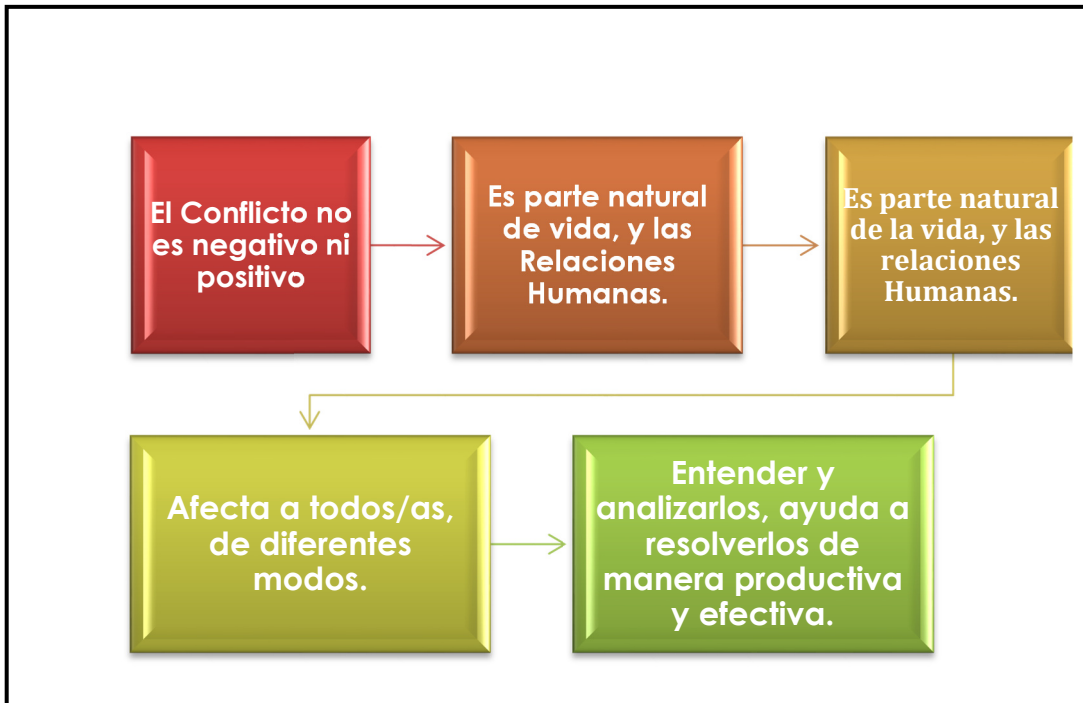 El Conflicto no
es negativo ni
positivo
Es parte natural
de vida, y las
Relaciones
Humanas.
Es parte natural
de la vida, y las
relaciones
Humanas.
Afecta a todos/as,
de diferentes
modos.
Entender y
analizarlos, ayuda a
resolverlos de
manera productiva
y efectiva.